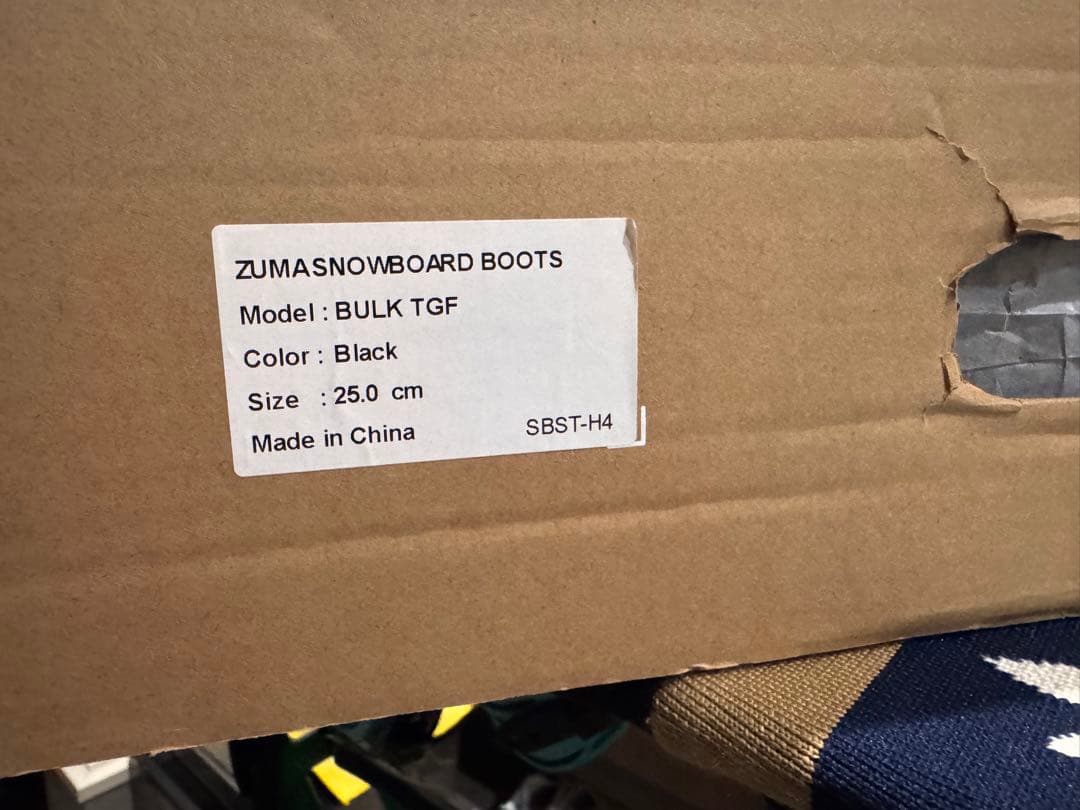 ZUMASNOWBOARD BOOTS
Model : BULK TGF
Color : Black
Size : 25.0 cm
Made in China
SBST-H4